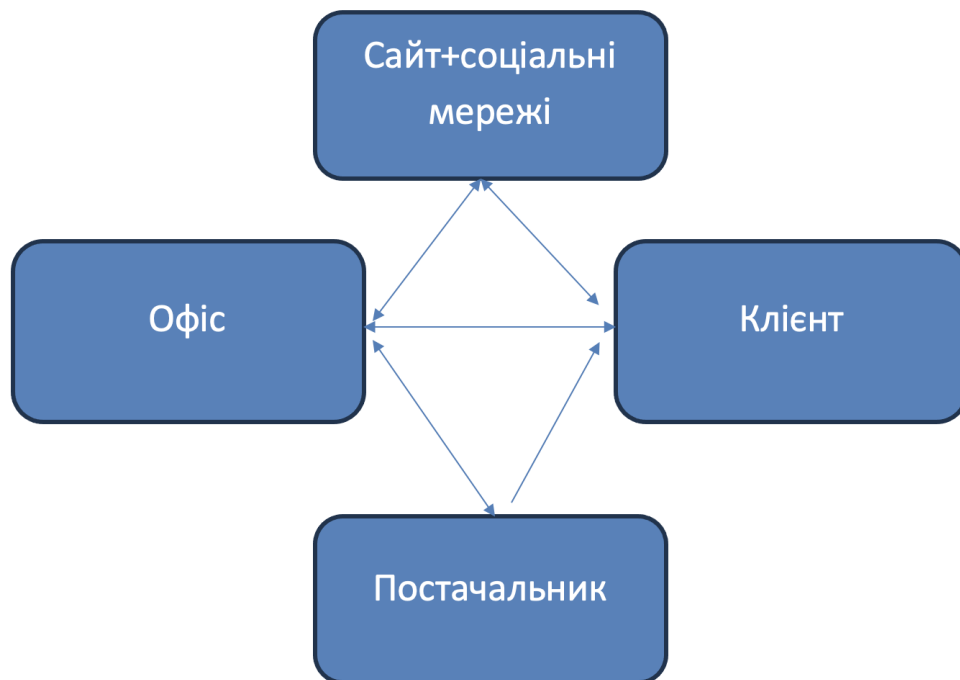 Сайт+соціальні
мережі
Офіс
Клієнт
Постачальник